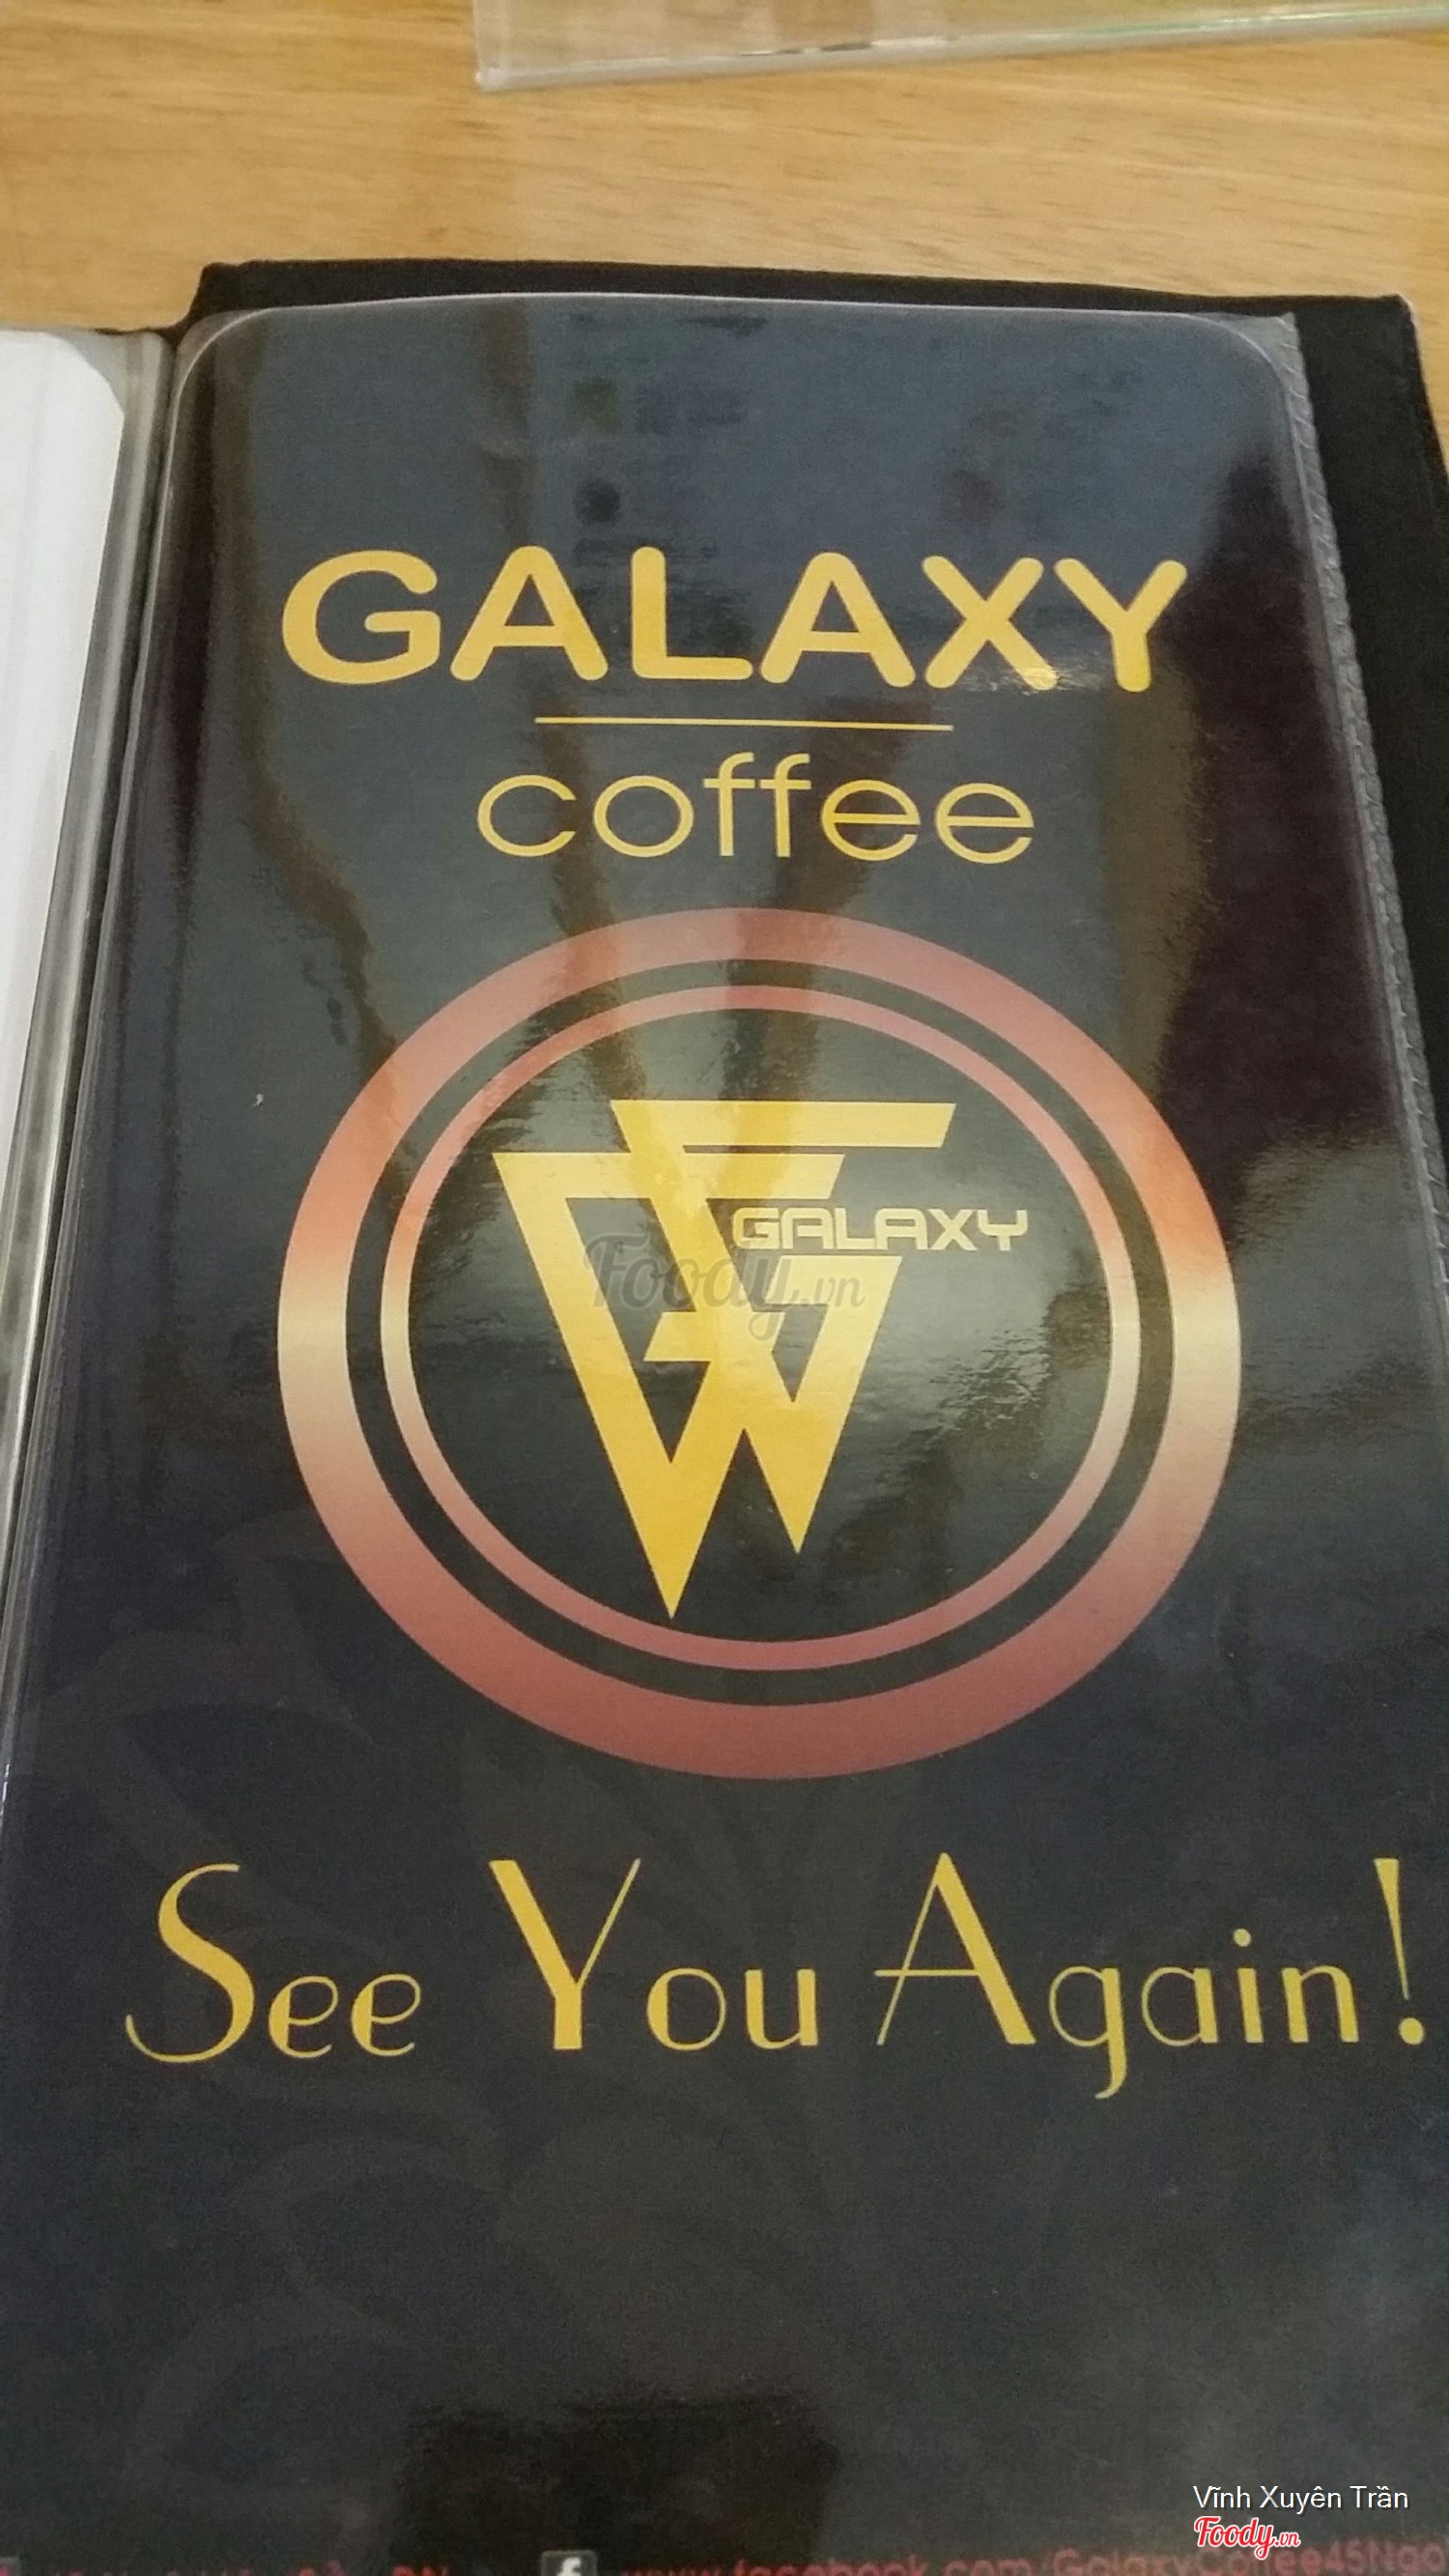 GALAXY
coffee
GALAXY
Foody.vn
See You Again!
Vĩnh Xuyên Trần
Foody.vn